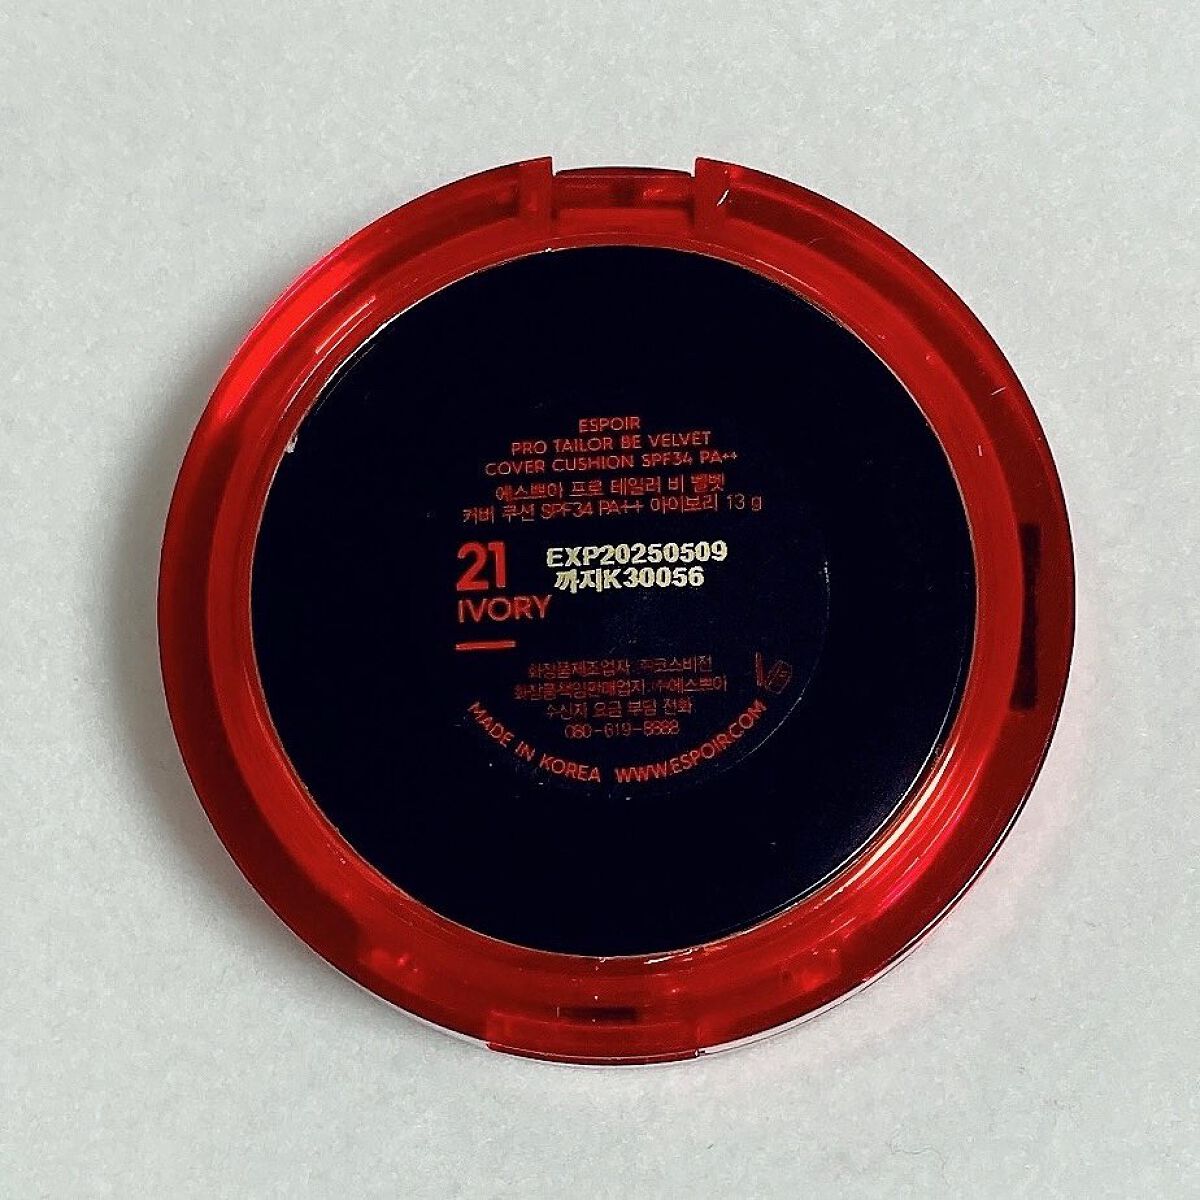 ESPOIR
PRO TAILOR BE VELVET
COVER CUSHION SPF34 PA++
에스쁘아 프로 테일러 비 벨벳
커버 쿠션 SPF34 PA++ 아이보리 13 g
21
IVORY
EXP20250509
까지K30056
화장품제조업자 : ㈜코스비전
화장품책임판매업자 : ㈜에스쁘아
수신자 요금 부담 전화
080-619-8888
MADE IN KOREA WWW.ESPOIR.COM